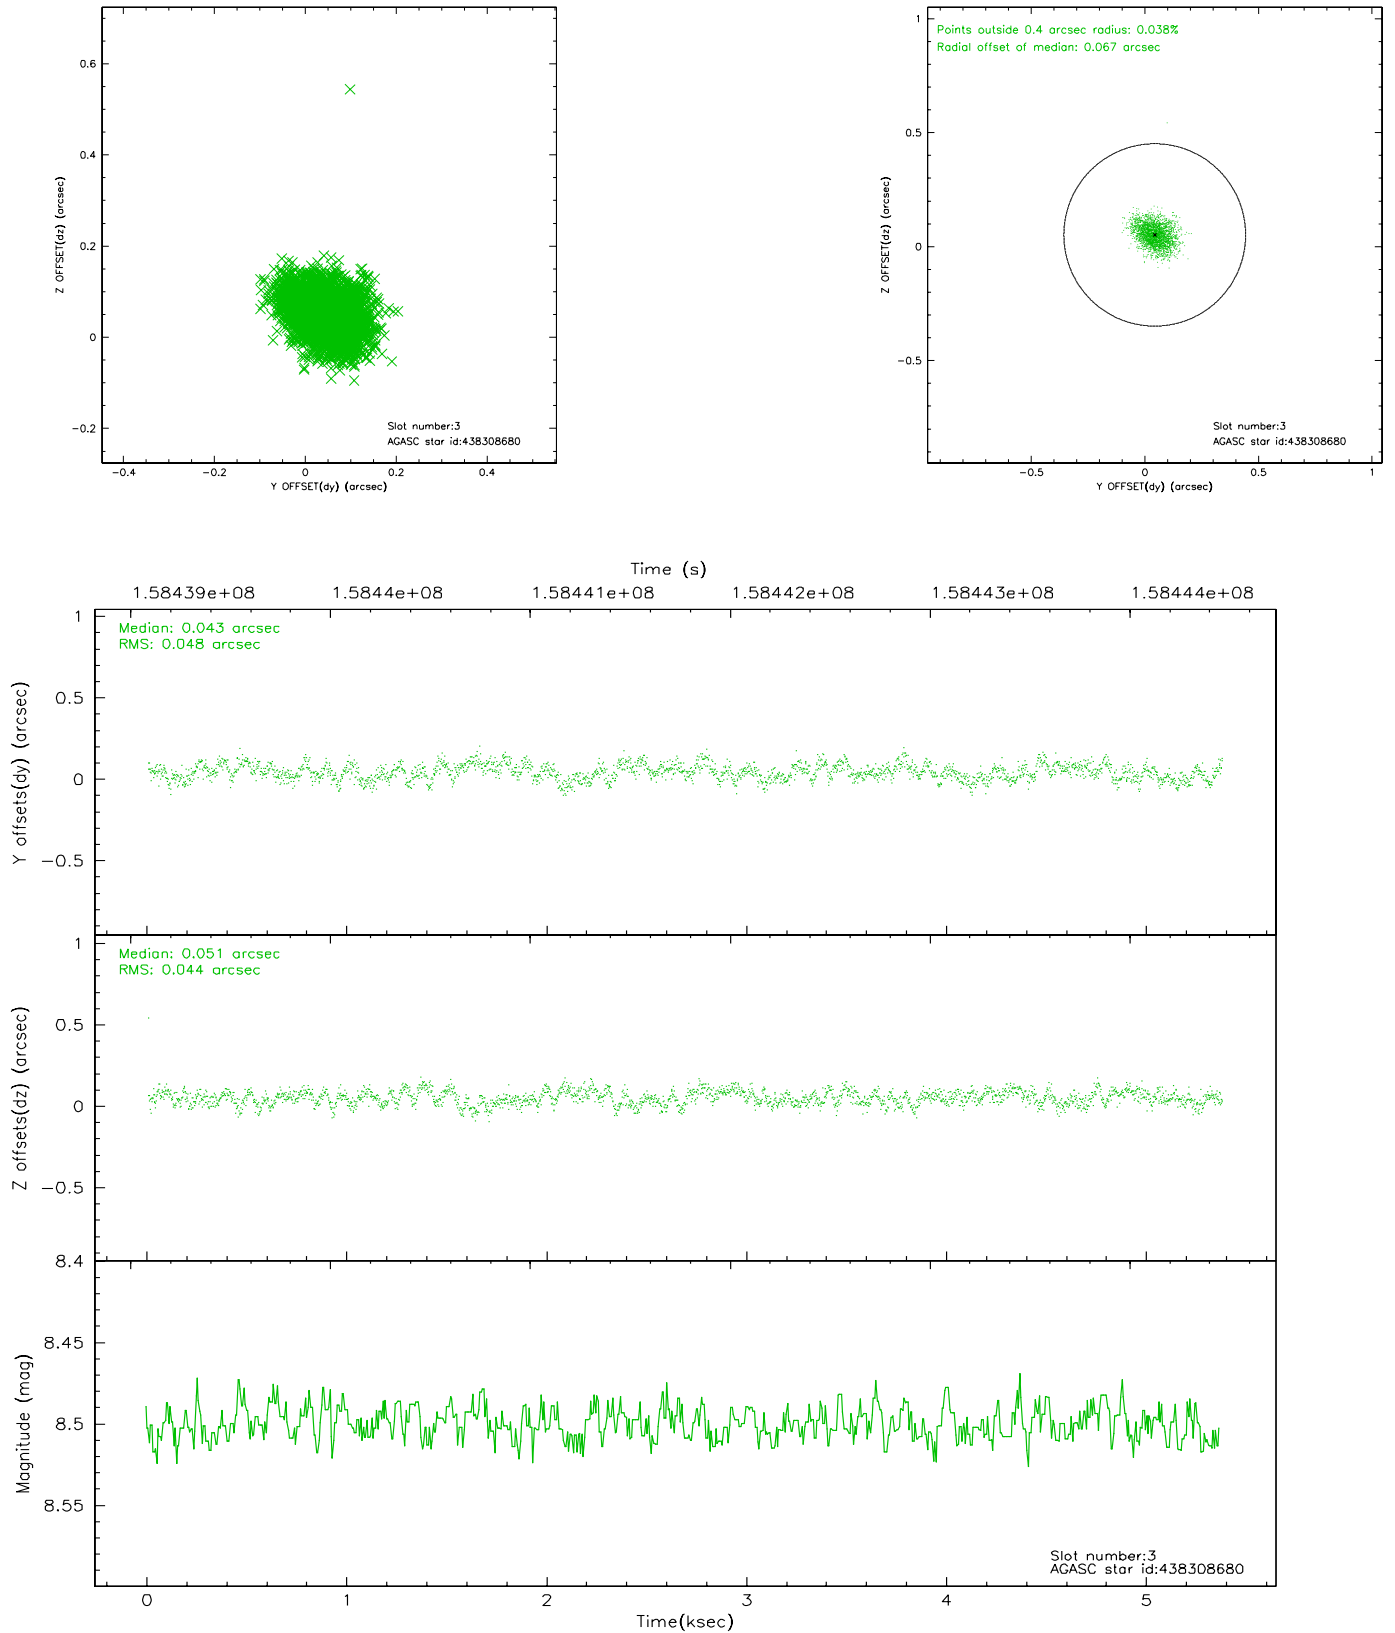 0.6
0.4
0.2
0
−0.2
−0.4
−0.2
0
0.2
0.4
Z OFFSET(dz) (arcsec)
Y OFFSET(dy) (arcsec)
Slot number:3
AGASC star id:438308680
Points outside 0.4 arcsec radius: 0.038%
Radial offset of median: 0.067 arcsec
1
0.5
0
−0.5
−0.5
0
0.5
1
Z OFFSET(dz) (arcsec)
Y OFFSET(dy) (arcsec)
Slot number:3
AGASC star id:438308680
Time (s)
1.58439e+08
1.5844e+08
1.58441e+08
1.58442e+08
1.58443e+08
1.58444e+08
Median: 0.043 arcsec
RMS: 0.048 arcsec
1
0.5
0
−0.5
Y offsets(dy) (arcsec)
Median: 0.051 arcsec
RMS: 0.044 arcsec
1
0.5
0
−0.5
Z offsets(dz) (arcsec)
8.4
8.45
8.5
8.55
Magnitude (mag)
Slot number:3
AGASC star id:438308680
0
1
2
3
4
5
Time(ksec)